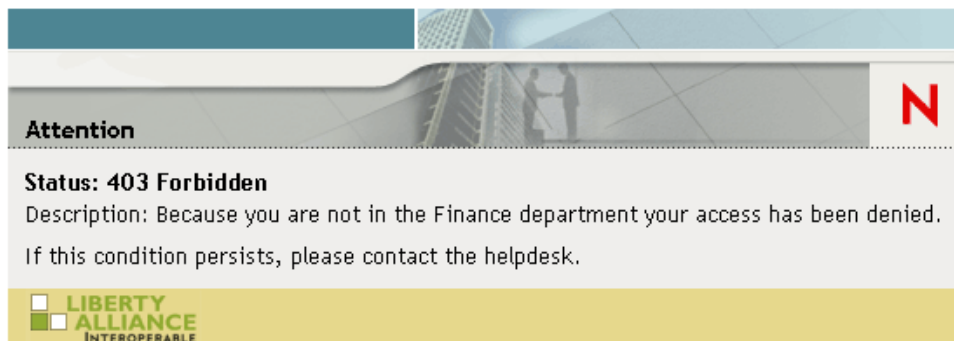 N
Attention
Status: 403 Forbidden
Description: Because you are not in the Finance department your access has been denied.
If this condition persists, please contact the helpdesk.
LIBERTY
ALLIANCE
INTEROPERABLE